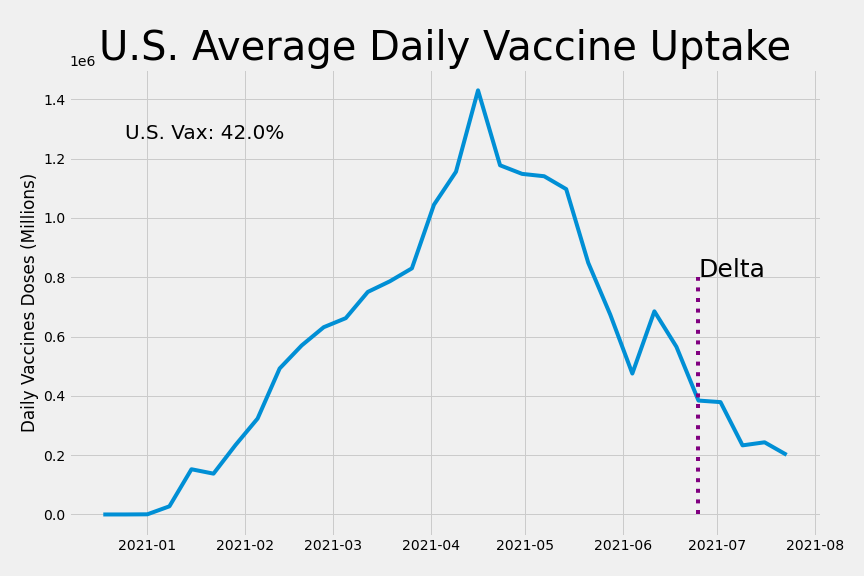 U.S. Average Daily Vaccine Uptake
1e6
1.4
U.S. Vax: 42.0%
1.2
1.0
Delta
0.8
0.6
0.4
0.2
0.0
Daily Vaccines Doses (Millions)
2021-01 2021-02 2021-03 2021-04 2021-05 2021-06 2021-07 2021-08